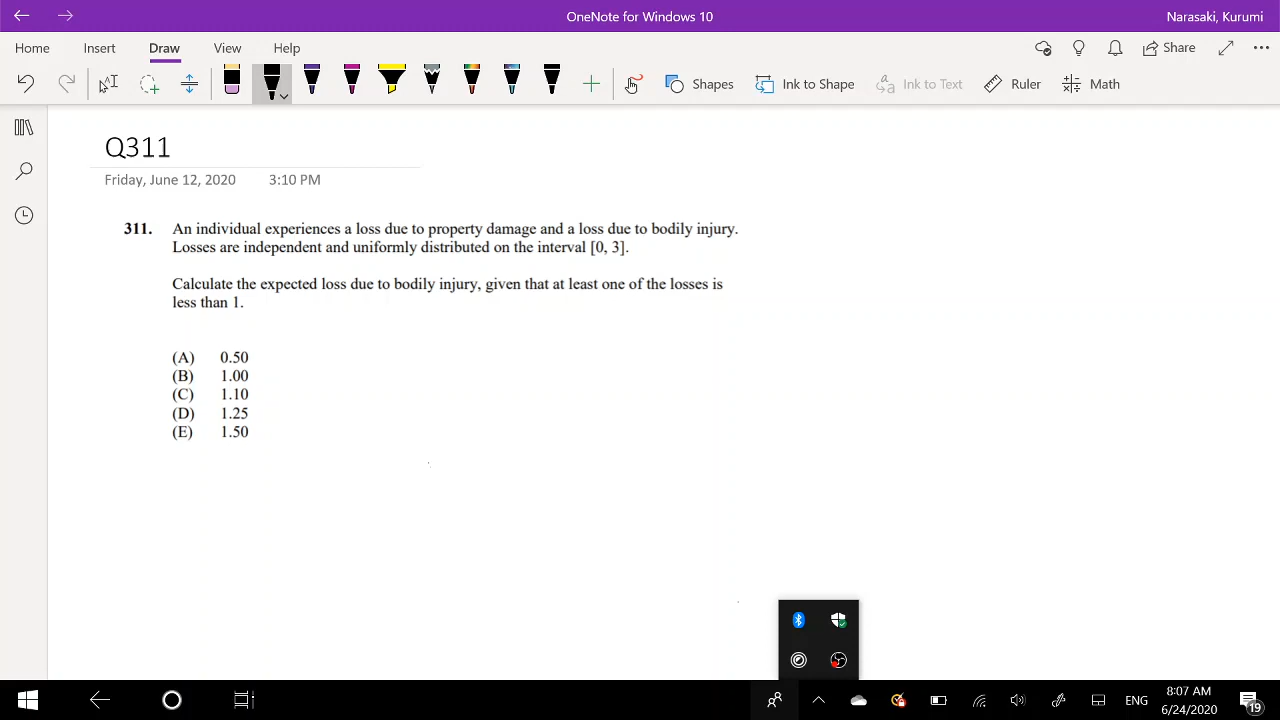 OneNote for Windows 10
Narasaki, Kurumi
Home Insert Draw View Help Share
Shapes Ink to Shape Ink to Text Ruler Math
Q311
Friday, June 12, 2020 3:10 PM
311. An individual experiences a loss due to property damage and a loss due to bodily injury.
Losses are independent and uniformly distributed on the interval [0, 3].
Calculate the expected loss due to bodily injury, given that at least one of the losses is
less than 1.
(A) 0.50
(B) 1.00
(C) 1.10
(D) 1.25
(E) 1.50
ENG
8:07 AM
6/24/2020
19